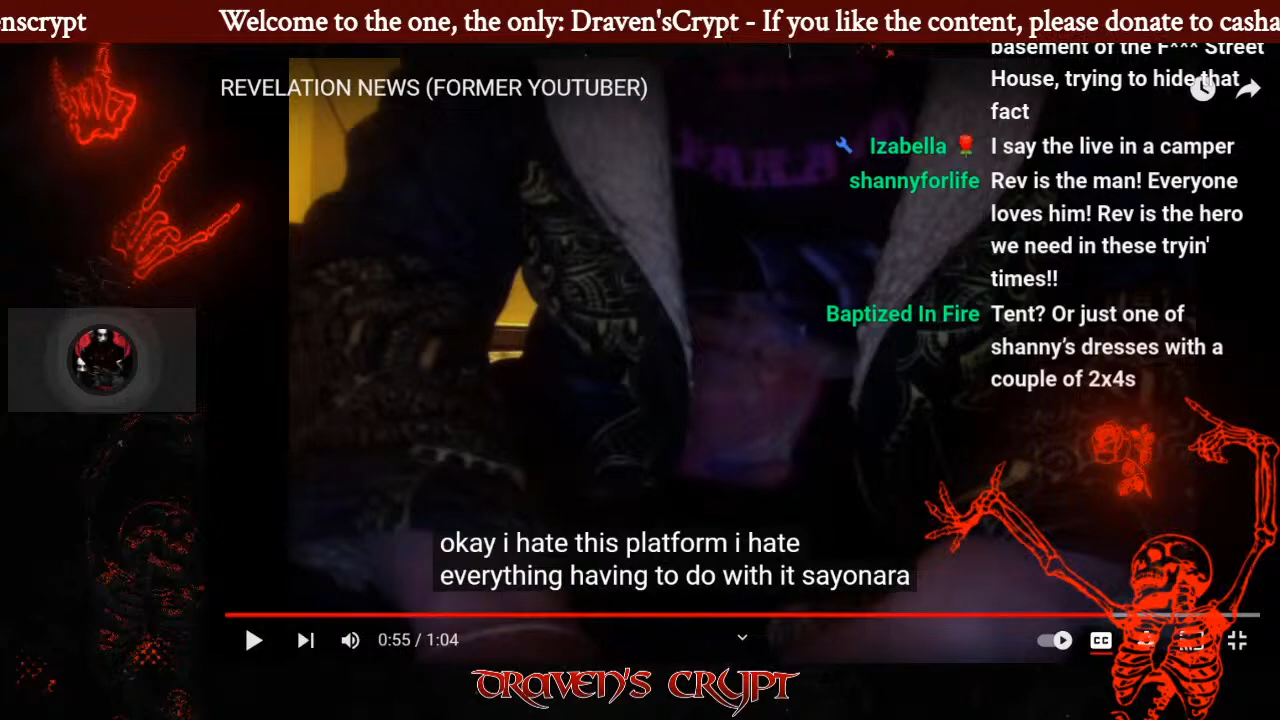 enscrypt Welcome to the one, the only: Draven'sCrypt - If you like the content, please donate to casha
REVELATION NEWS (FORMER YOUTUBER)
basement of the F^^^ Street
House, trying to hide that
fact
Izabella 🌹 I say the live in a camper
shannyforlife Rev is the man! Everyone
loves him! Rev is the hero
we need in these tryin'
times!!
Baptized In Fire Tent? Or just one of
shanny's dresses with a
couple of 2x4s
okay i hate this platform i hate
everything having to do with it sayonara
0:55 / 1:04
CC
DRAVEN'S CRYPT